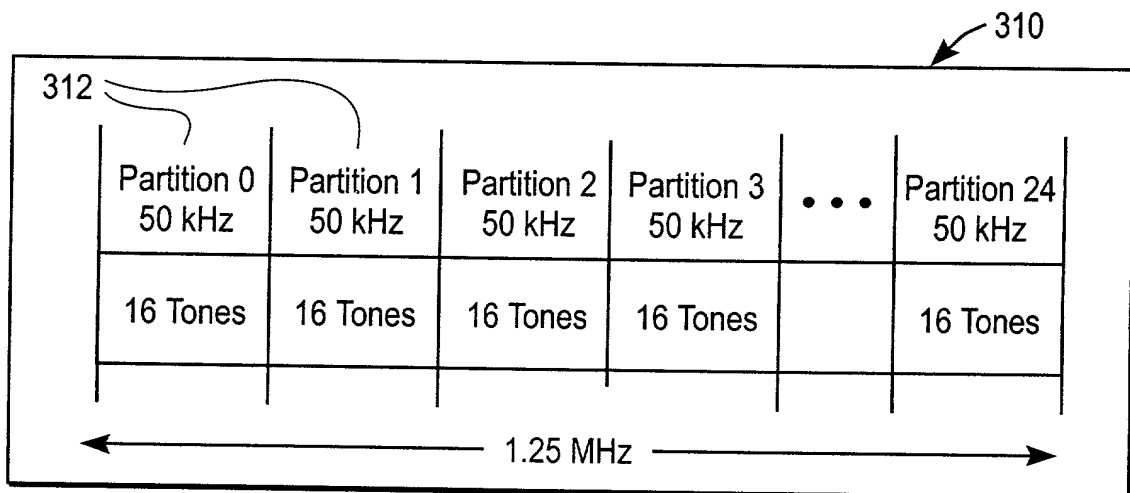 310
312
Partition 0 Partition 1 Partition 2 Partition 3 ••• Partition 24
50 kHz 50 kHz 50 kHz 50 kHz 50 kHz
16 Tones 16 Tones 16 Tones 16 Tones 16 Tones
1.25 MHz